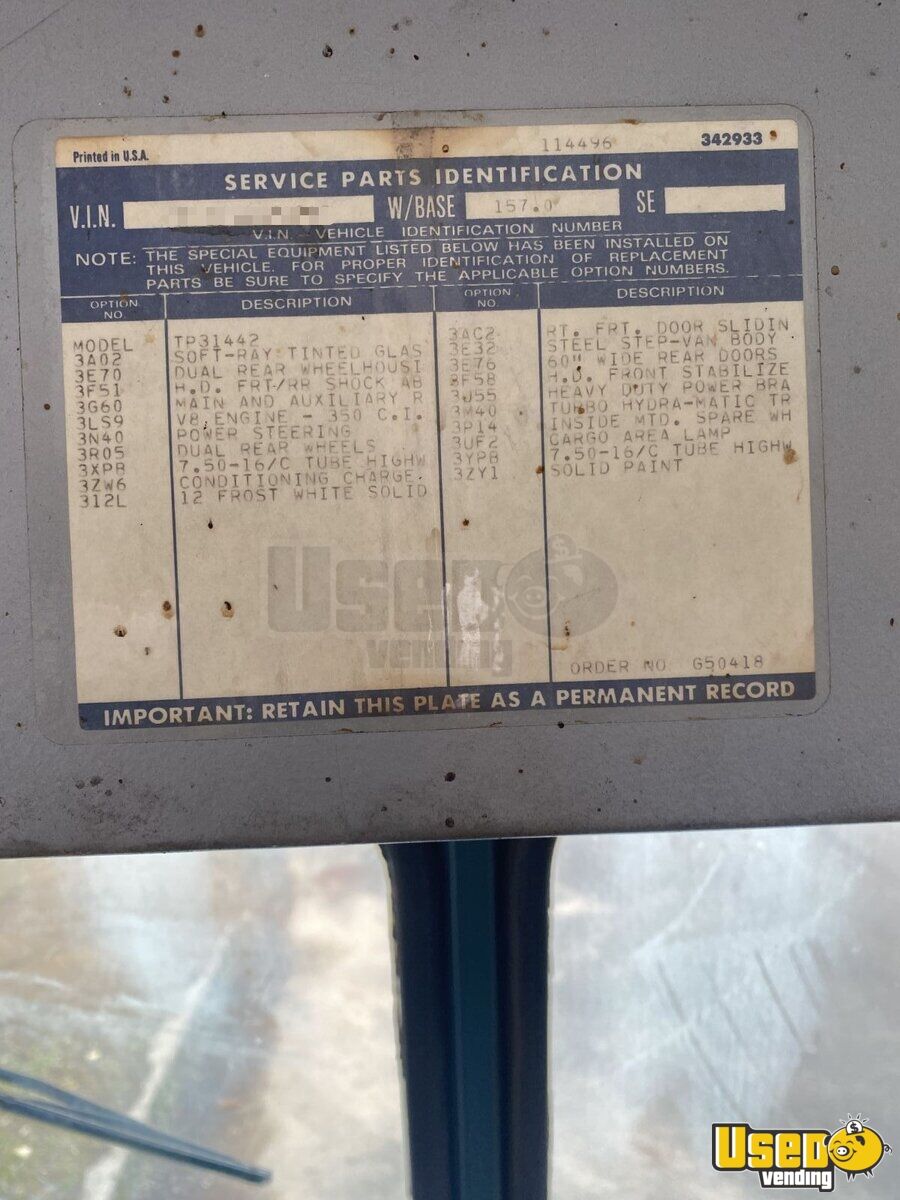 Printed in U.S.A. 114496 342933
SERVICE PARTS IDENTIFICATION
V.I.N. W/BASE 157.0 SE
V.I.N. - VEHICLE IDENTIFICATION NUMBER
NOTE: THE SPECIAL EQUIPMENT LISTED BELOW HAS BEEN INSTALLED ON
THIS VEHICLE. FOR PROPER IDENTIFICATION OF REPLACEMENT
PARTS BE SURE TO SPECIFY THE APPLICABLE OPTION NUMBERS.
OPTION NO. DESCRIPTION OPTION NO. DESCRIPTION
MODEL TP31442
3A02 SOFT-RAY TINTED GLAS
3E70 DUAL REAR WHEELHOUSI
3F51 H.D. FRT/RR SHOCK AB
3G60 MAIN AND AUXILIARY R
3LS9 V8 ENGINE - 350 C.I.
3N40 POWER STEERING
3R05 DUAL REAR WHEELS
3XPB 7.50-16/C TUBE HIGHW
3ZW6 CONDITIONING CHARGE.
312L 12 FROST WHITE SOLID
3AC2 RT. FRT. DOOR SLIDIN
3E32 STEEL STEP-VAN BODY
3E76 60" WIDE REAR DOORS
3F58 H.D. FRONT STABILIZE
3J55 HEAVY DUTY POWER BRA
3M40 TURBO HYDRA-MATIC TR
3P14 INSIDE MTD. SPARE WH
3UF2 CARGO AREA LAMP
3YPB 7.50-16/C TUBE HIGHW
3ZY1 SOLID PAINT
Used
vending
ORDER NO G50418
IMPORTANT: RETAIN THIS PLATE AS A PERMANENT RECORD
Used
vending